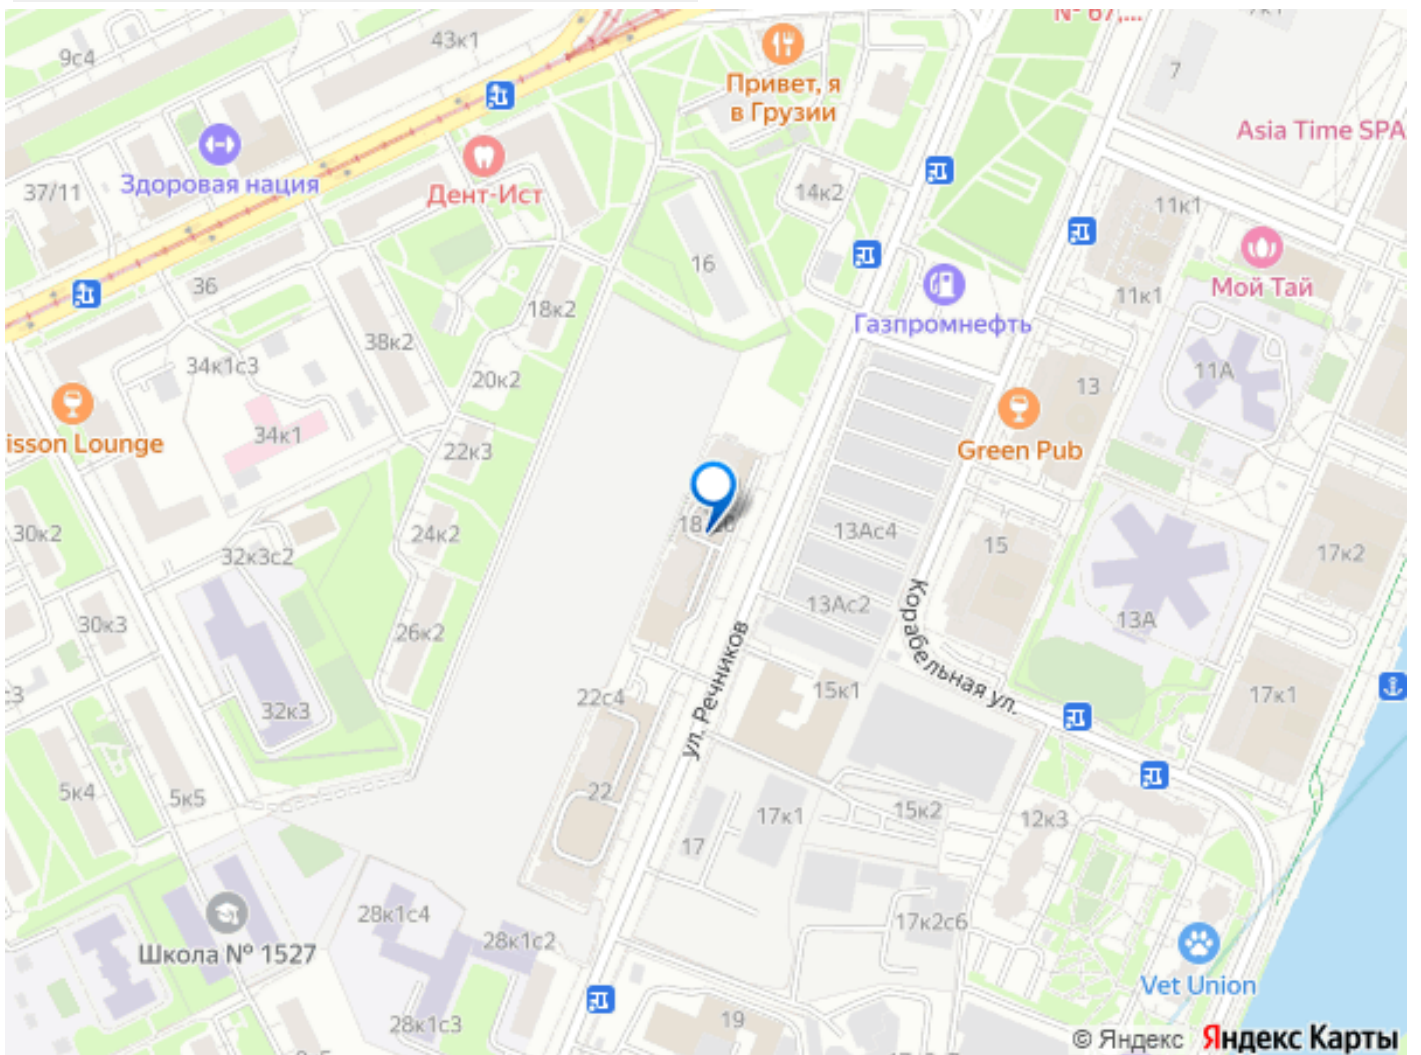 43к1
9с4
№ 67,...
7
Привет, я
в Грузии
Asia Time SPA
Здоровая нация
37/11
Дент-Ист
14к2
11к1
16
36
18к2
11к1
Мой Тай
Газпромнефть
38к2
34к1с3
20к2
11А
13
34к1
isson Lounge
22к3
Green Pub
30к2
24к2
32к3с2
13Ас4
15
17к2
13Ас2
13А
30к3
26к2
Корабельная ул.
ул. Речников
22с4
15к1
17к1
32к3
5к4
5к5
22
17к1
15к2
12к3
17
28к1с4
17к2с6
Школа № 1527
28к1с2
Vet Union
28к1с3
19
© Яндекс Яндекс Карты